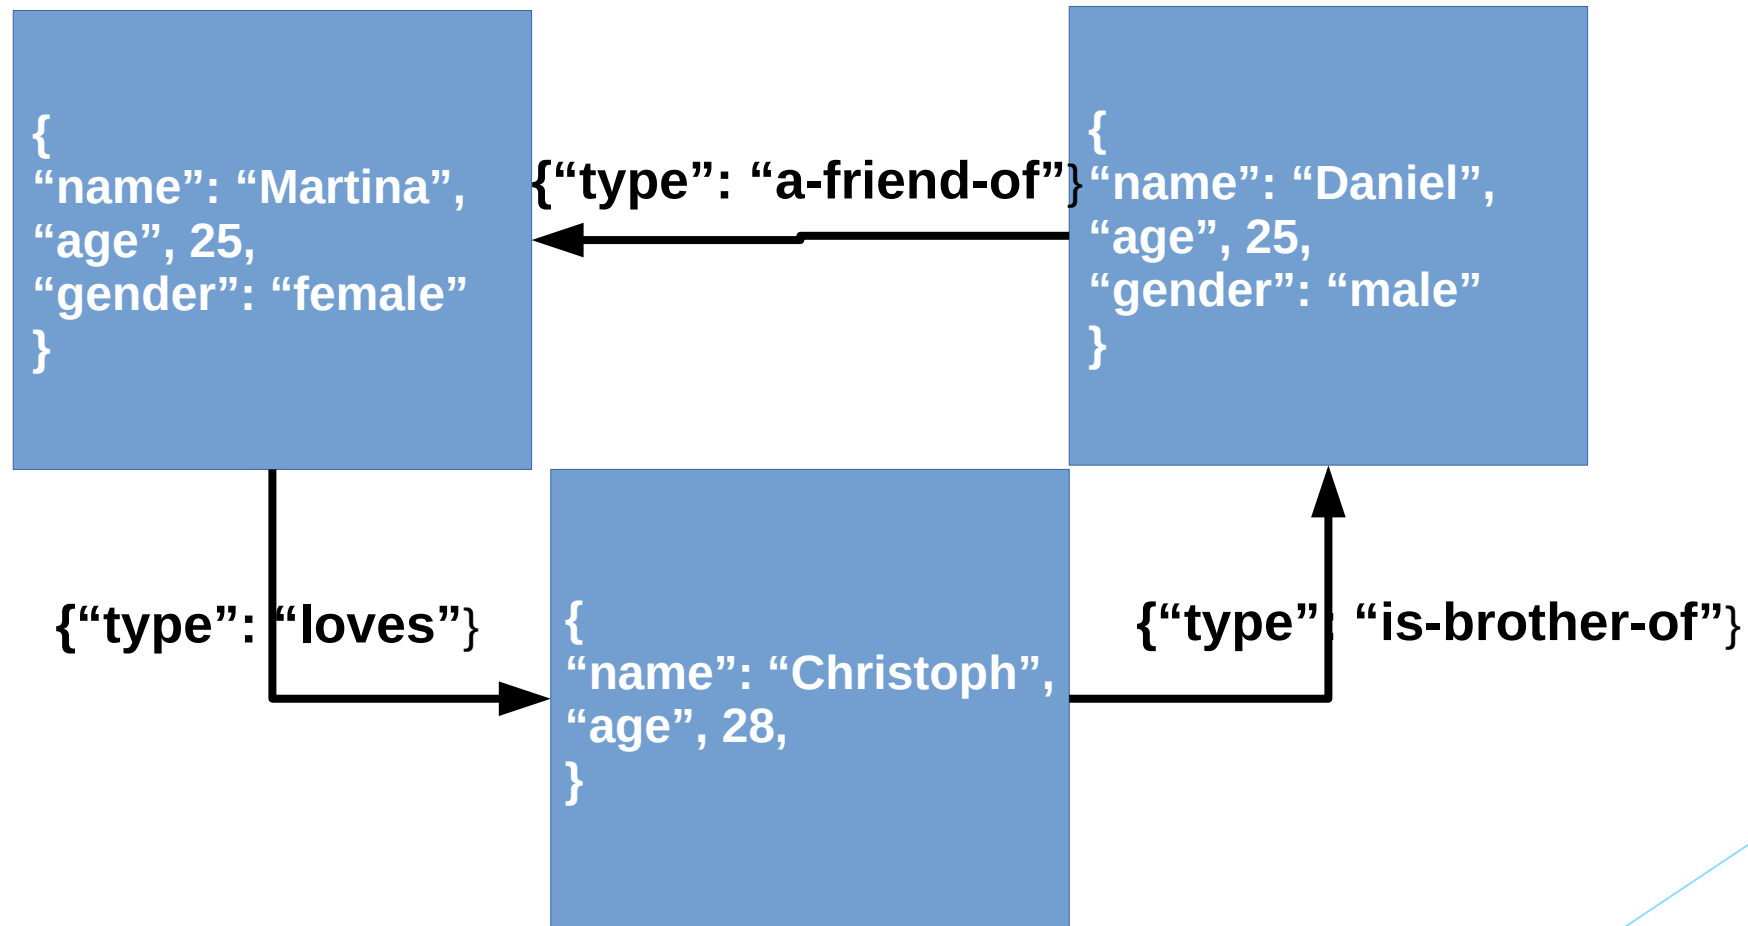 {
“name”: “Martina”,
“age”, 25,
“gender”: “female”
}
{“type”: “a-friend-of”}
{
“name”: “Daniel”,
“age”, 25,
“gender”: “male”
}
{“type”: “loves”}
{
“name”: “Christoph”,
“age”, 28,
}
{“type”: “is-brother-of”}